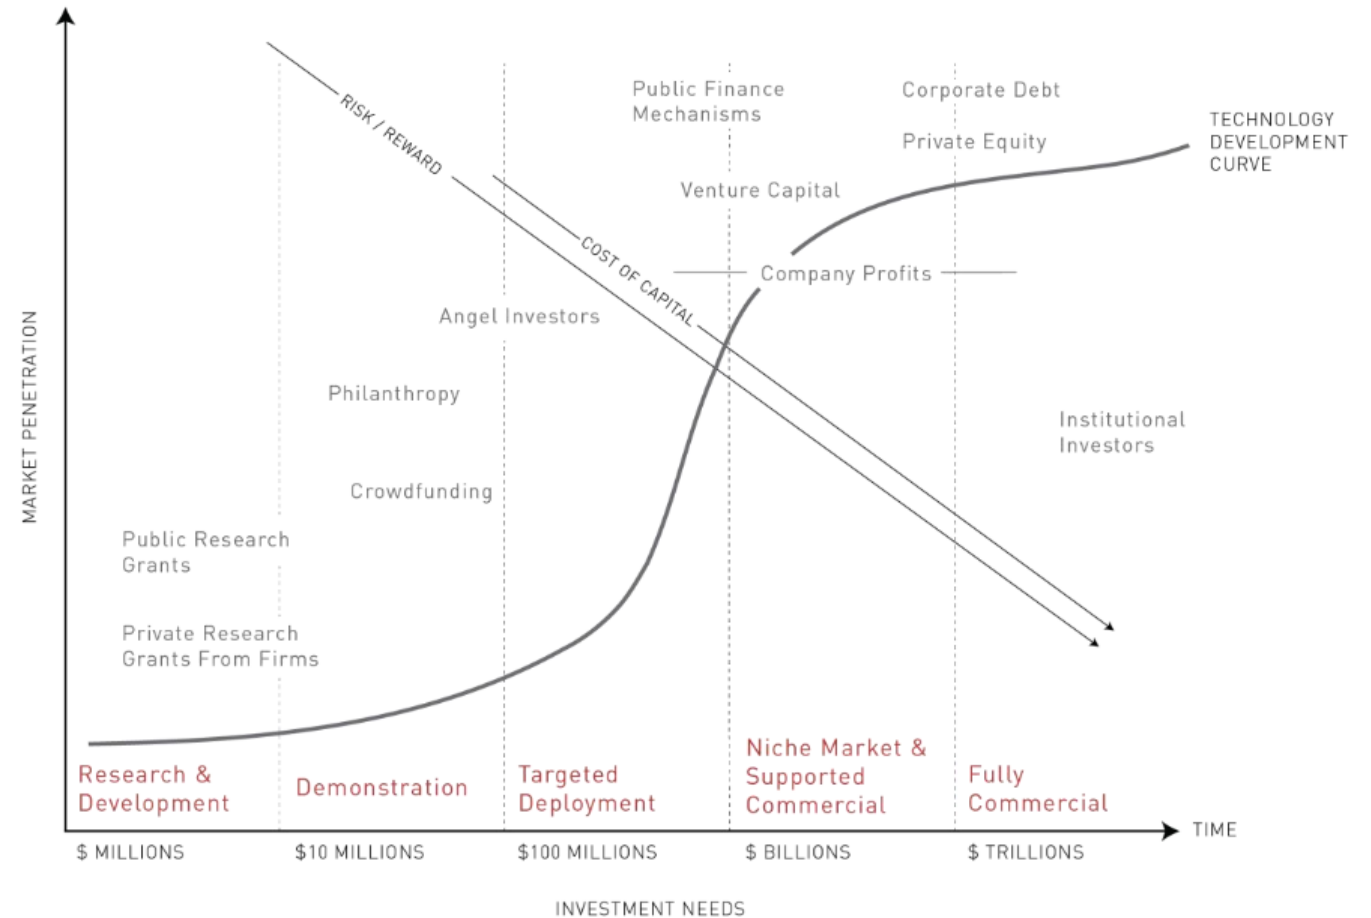 RISK / REWARD
Public Finance
Mechanisms
Corporate Debt
Private Equity
TECHNOLOGY
DEVELOPMENT
CURVE
Venture Capital
COST OF CAPITAL
Company Profits
Angel Investors
MARKET PENETRATION
Philanthropy
Institutional
Investors
Crowdfunding
Public Research
Grants
Private Research
Grants From Firms
Research &
Development
Demonstration
Targeted
Deployment
Niche Market &
Supported
Commercial
Fully
Commercial
TIME
$ MILLIONS
$10 MILLIONS
$100 MILLIONS
$ BILLIONS
$ TRILLIONS
INVESTMENT NEEDS